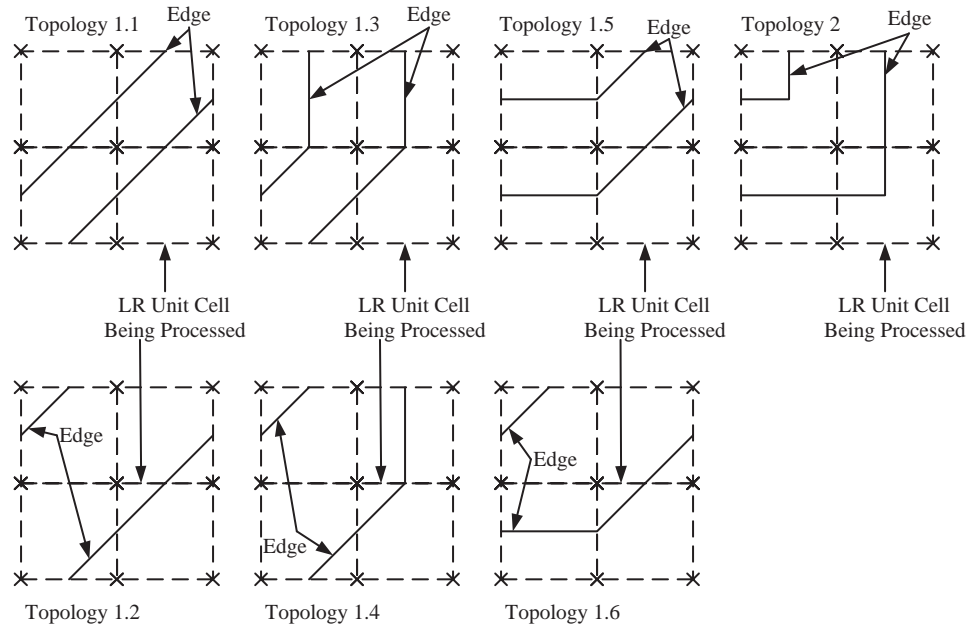 Edge
Edge
Topology 1.1
Topology 1.3
Topology 1.5
Edge
Topology 2
Edge
LR Unit Cell
Being Processed
LR Unit Cell
Being Processed
LR Unit Cell
Being Processed
LR Unit Cell
Being Processed
Edge
Edge
Edge
Topology 1.2
Topology 1.4
Topology 1.6